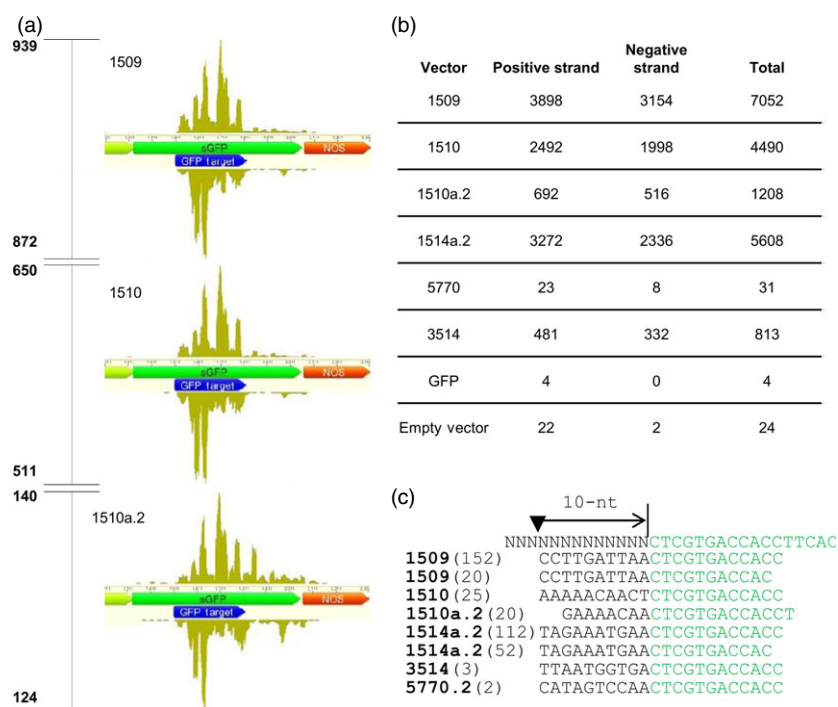 (a)
939
1509
sGFP
NOS
GFP target
872
650
1510
sGFP
NOS
GFP target
511
140
1510a.2
sGFP
NOS
GFP target
124
(b)
Vector Positive strand Negative strand Total
1509 3898 3154 7052
1510 2492 1998 4490
1510a.2 692 516 1208
1514a.2 3272 2336 5608
5770 23 8 31
3514 481 332 813
GFP 4 0 4
Empty vector 22 2 24
(c)
10-nt
NNNNNNNNNNNNNCTCGTGACCACCTTCAC
1509(152) CCTTGATTAACTCGTGACCACC
1509(20) CCTTGATTAACTCGTGACCAC
1510(25) AAAAACAACTCTCGTGACCACC
1510a.2(20) GAAAACAACTCGTGACCACCT
1514a.2(112) TAGAAATGAACTCGTGACCACC
1514a.2(52) TAGAAATGAACTCGTGACCAC
3514(3) TTAATGGTGACTCGTGACCACC
5770.2(2) CATAGTCCAACTCGTGACCACC